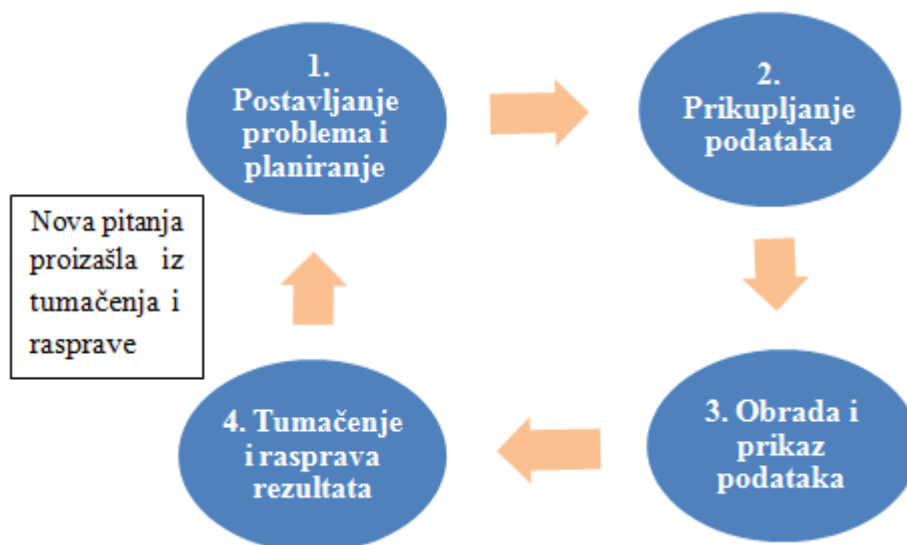 1.
Postavljanje
problema i
planiranje
2.
Prikupljanje
podataka
Nova pitanja
proizašla iz
tumačenja i
rasprave
4. Tumačenje
i rasprava
rezultata
3. Obrada i
prikaz
podataka